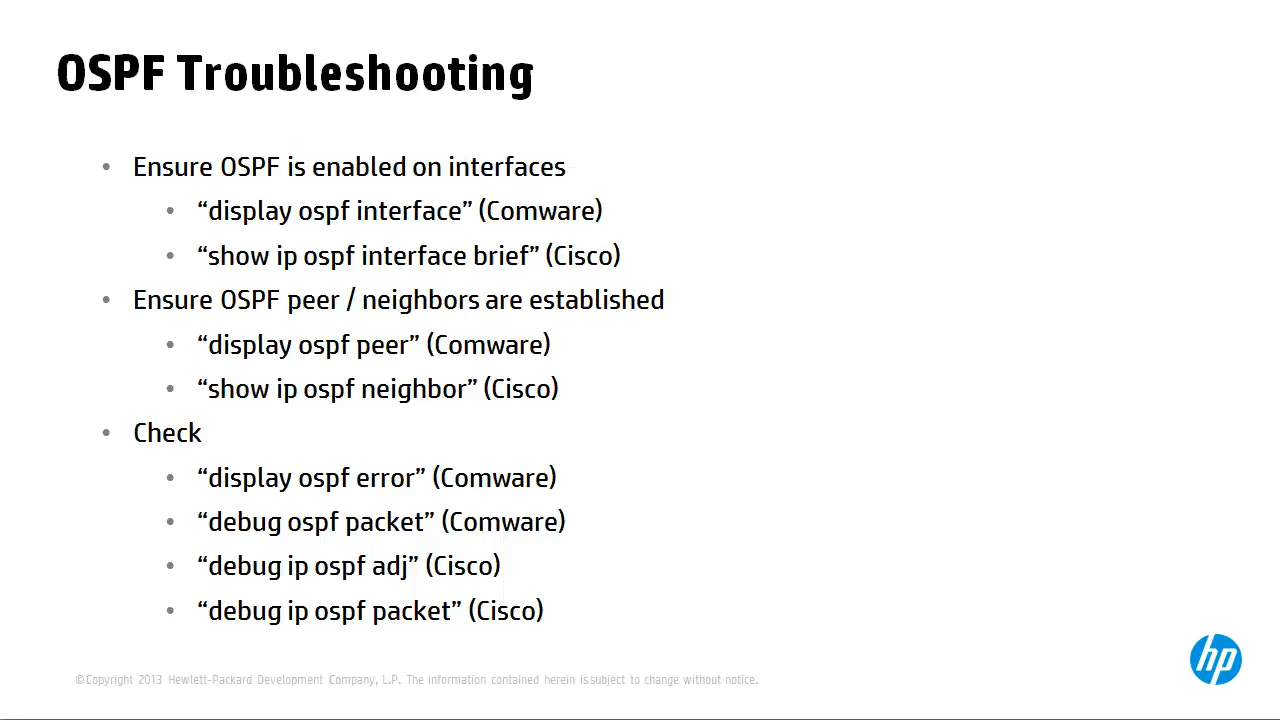 OSPF Troubleshooting
• Ensure OSPF is enabled on interfaces
• “display ospf interface” (Comware)
• “show ip ospf interface brief” (Cisco)
• Ensure OSPF peer / neighbors are established
• “display ospf peer” (Comware)
• “show ip ospf neighbor” (Cisco)
• Check
• “display ospf error” (Comware)
• “debug ospf packet” (Comware)
• “debug ip ospf adj” (Cisco)
• “debug ip ospf packet” (Cisco)
hp
© Copyright 2013 Hewlett-Packard Development Company, L.P. The information contained herein is subject to change without notice.